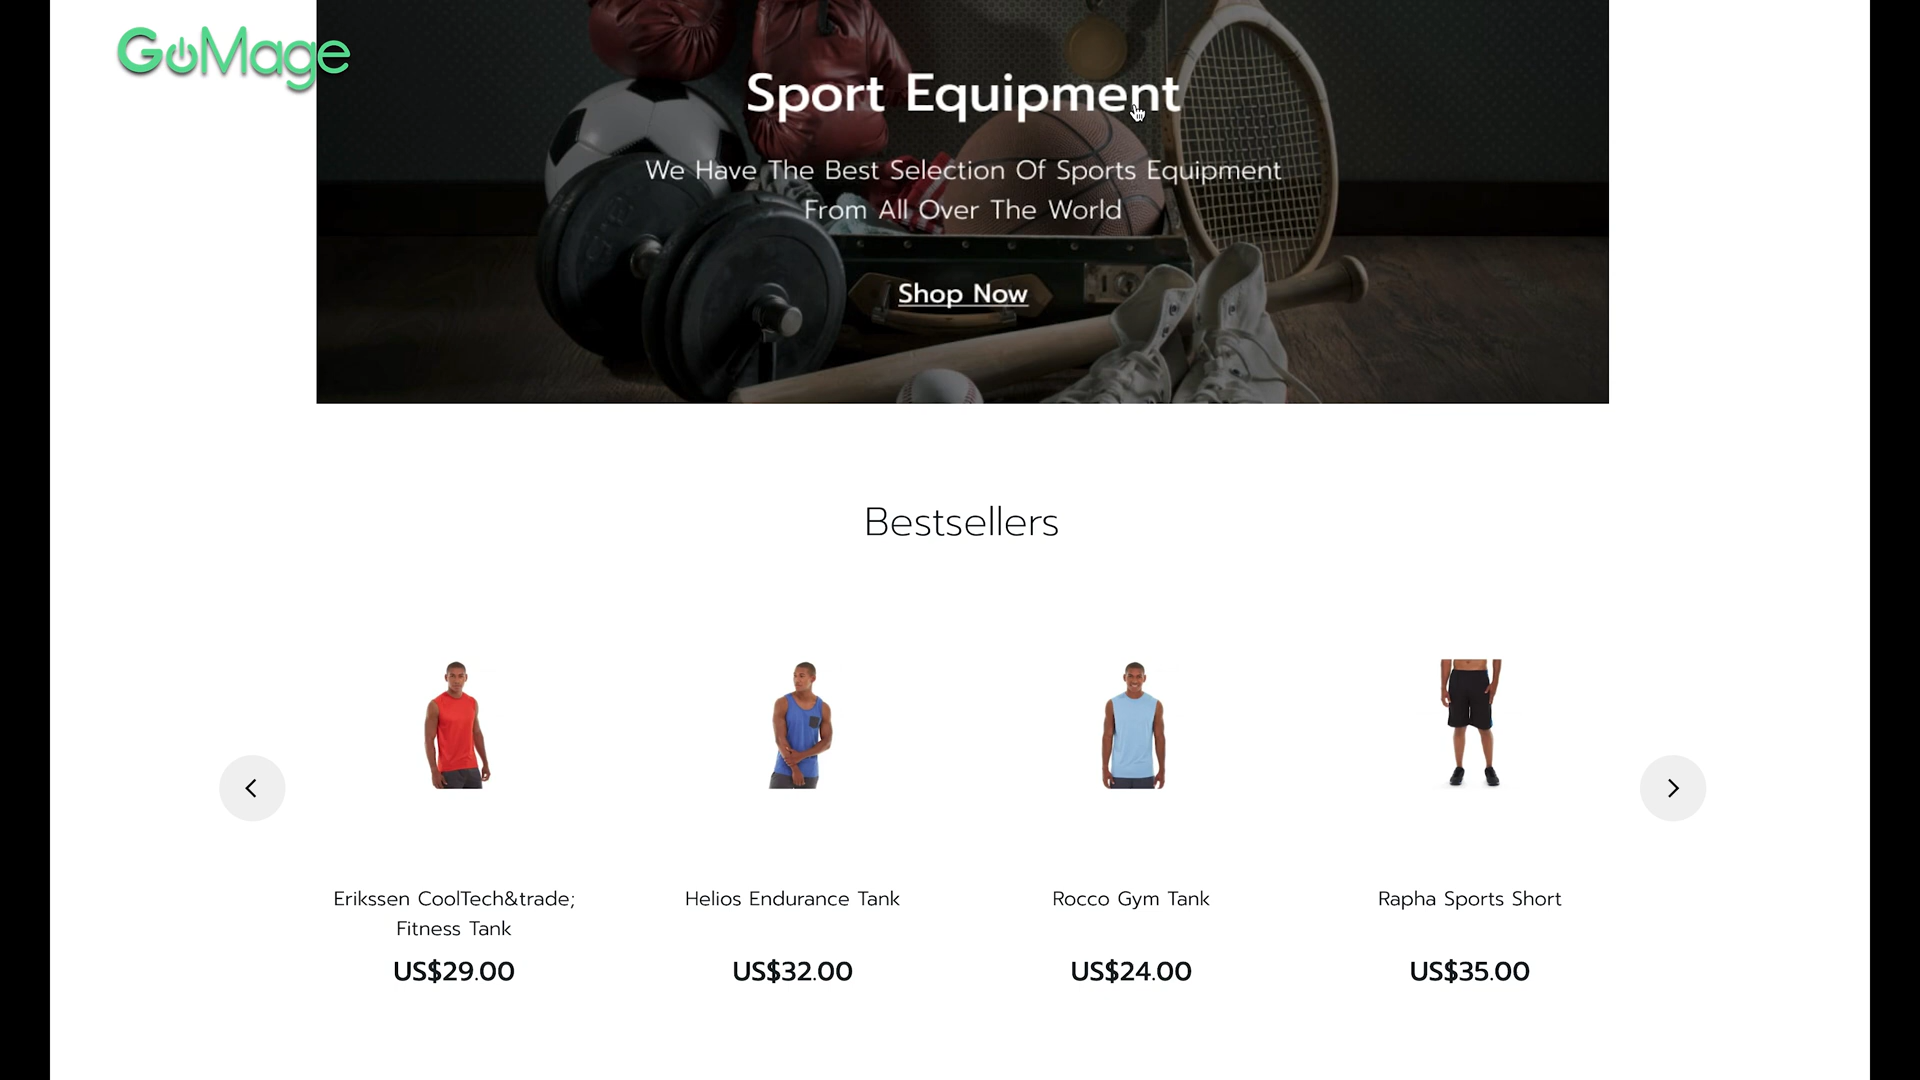 GoMage
Sport Equipment
We Have The Best Selection Of Sports Equipment
From All Over The World
Shop Now
Bestsellers
Erikssen CoolTech&trade;
Fitness Tank
US$29.00
Helios Endurance Tank
US$32.00
Rocco Gym Tank
US$24.00
Rapha Sports Short
US$35.00